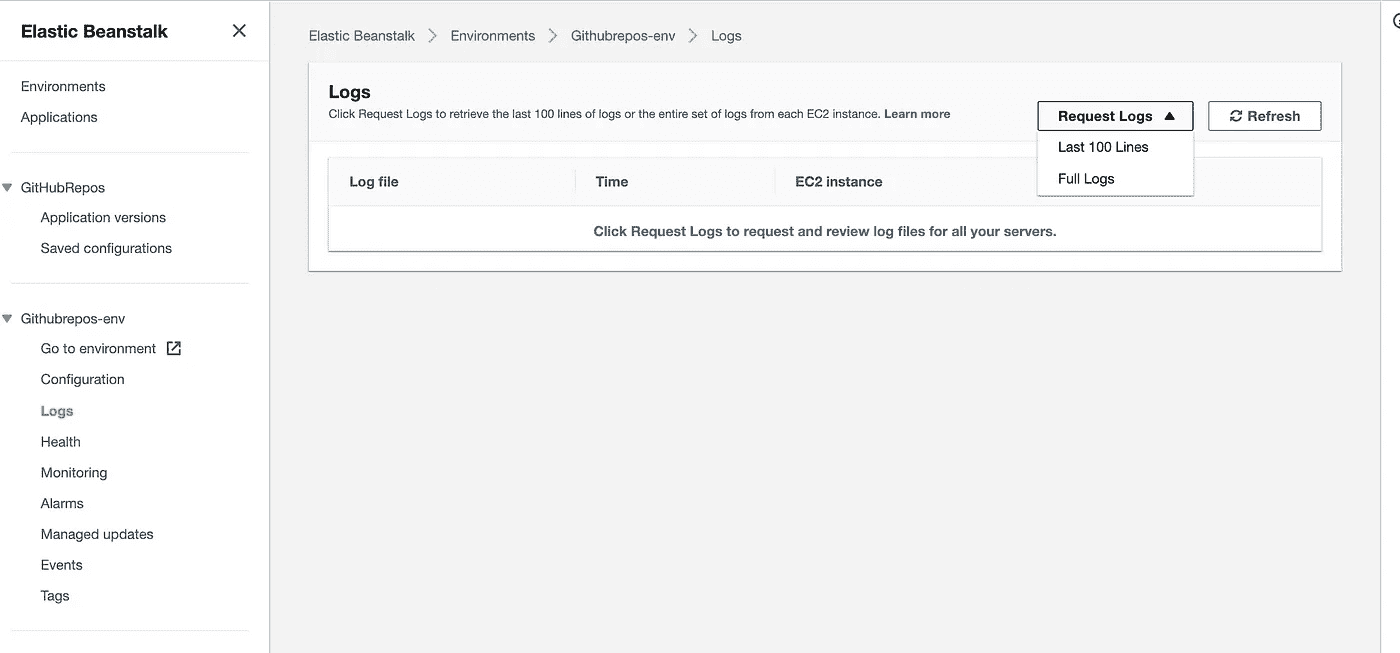 Elastic Beanstalk
Environments
Applications
GitHubRepos
Application versions
Saved configurations
Githubrepos-env
Go to environment
Configuration
Logs
Health
Monitoring
Alarms
Managed updates
Events
Tags
Elastic Beanstalk Environments Githubrepos-env Logs
Logs
Click Request Logs to retrieve the last 100 lines of logs or the entire set of logs from each EC2 instance. Learn more
Request Logs Refresh
Last 100 Lines
Full Logs
Log file Time EC2 instance
Click Request Logs to request and review log files for all your servers.